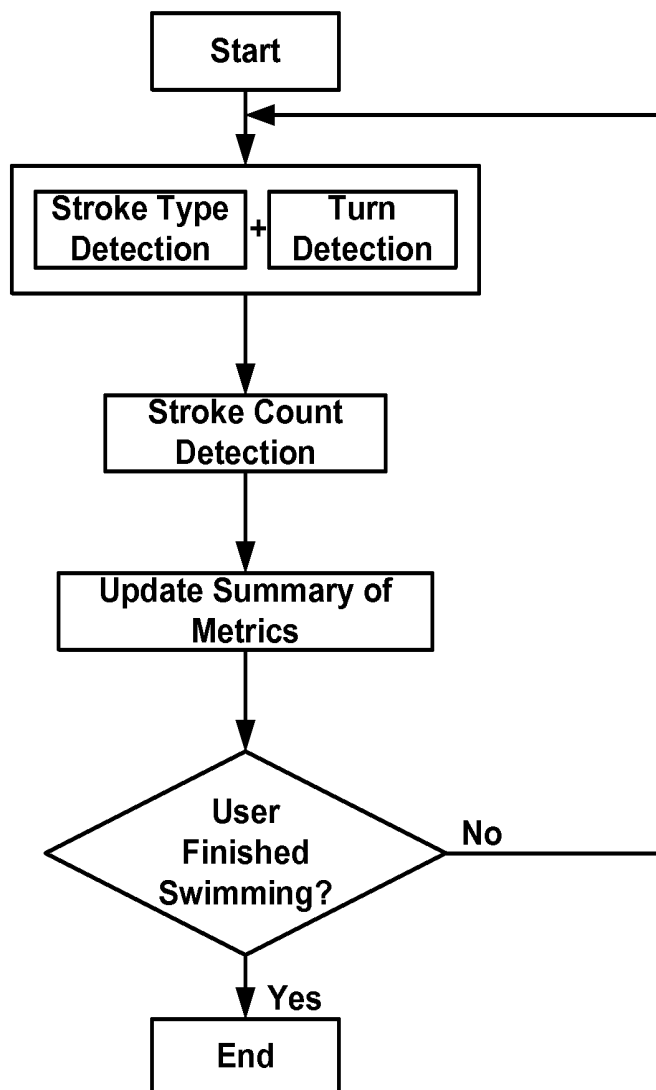 Start
Stroke Type
Detection
+
Turn
Detection
Stroke Count
Detection
Update Summary of
Metrics
User
Finished
Swimming?
No
Yes
End